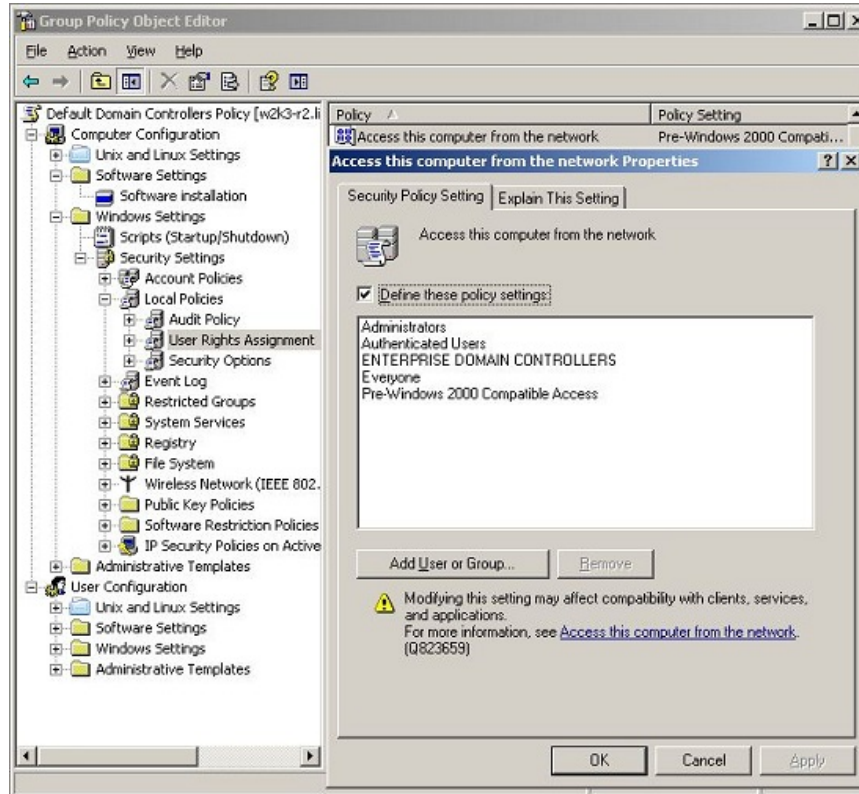 Group Policy Object Editor
File Action View Help
Default Domain Controllers Policy [w2k3-r2.li
Computer Configuration
Unix and Linux Settings
Software Settings
Software installation
Windows Settings
Scripts (Startup/Shutdown)
Security Settings
Account Policies
Local Policies
Audit Policy
User Rights Assignment
Security Options
Event Log
Restricted Groups
System Services
Registry
File System
Wireless Network (IEEE 802.
Public Key Policies
Software Restriction Policies
IP Security Policies on Active
Administrative Templates
User Configuration
Unix and Linux Settings
Software Settings
Windows Settings
Administrative Templates
Policy Policy Setting
Access this computer from the network Pre-Windows 2000 Compati...
Access this computer from the network Properties
Security Policy Setting Explain This Setting
Access this computer from the network
Define these policy settings:
Administrators
Authenticated Users
ENTERPRISE DOMAIN CONTROLLERS
Everyone
Pre-Windows 2000 Compatible Access
Add User or Group... Remove
Modifying this setting may affect compatibility with clients, services,
and applications.
For more information, see Access this computer from the network.
(Q823659)
OK Cancel Apply